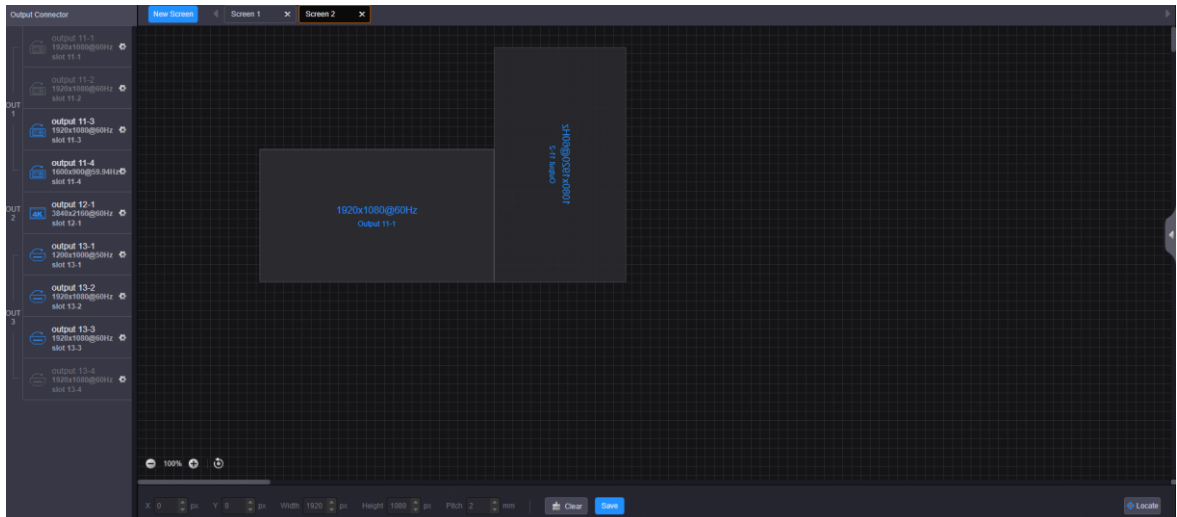 Output Connector
New Screen
Screen 1
Screen 2
output 11-1
1920x1080@60Hz
slot 11-1
output 11-2
1920x1080@60Hz
slot 11-2
OUT
1
output 11-3
1920x1080@60Hz
slot 11-3
output 11-4
1600x900@59.94Hz
slot 11-4
OUT
2
4K
output 12-1
3840x2160@60Hz
slot 12-1
output 13-1
1200x1000@50Hz
slot 13-1
output 13-2
1920x1080@60Hz
slot 13-2
OUT
3
output 13-3
1920x1080@60Hz
slot 13-3
output 13-4
1920x1080@60Hz
slot 13-4
1920x1080@60Hz
Output 11-1
1080x1920@60Hz
Output 11-2
100%
X 0 px Y 0 px Width 1920 px Height 1080 px Pitch 2 mm Clear Save Locate